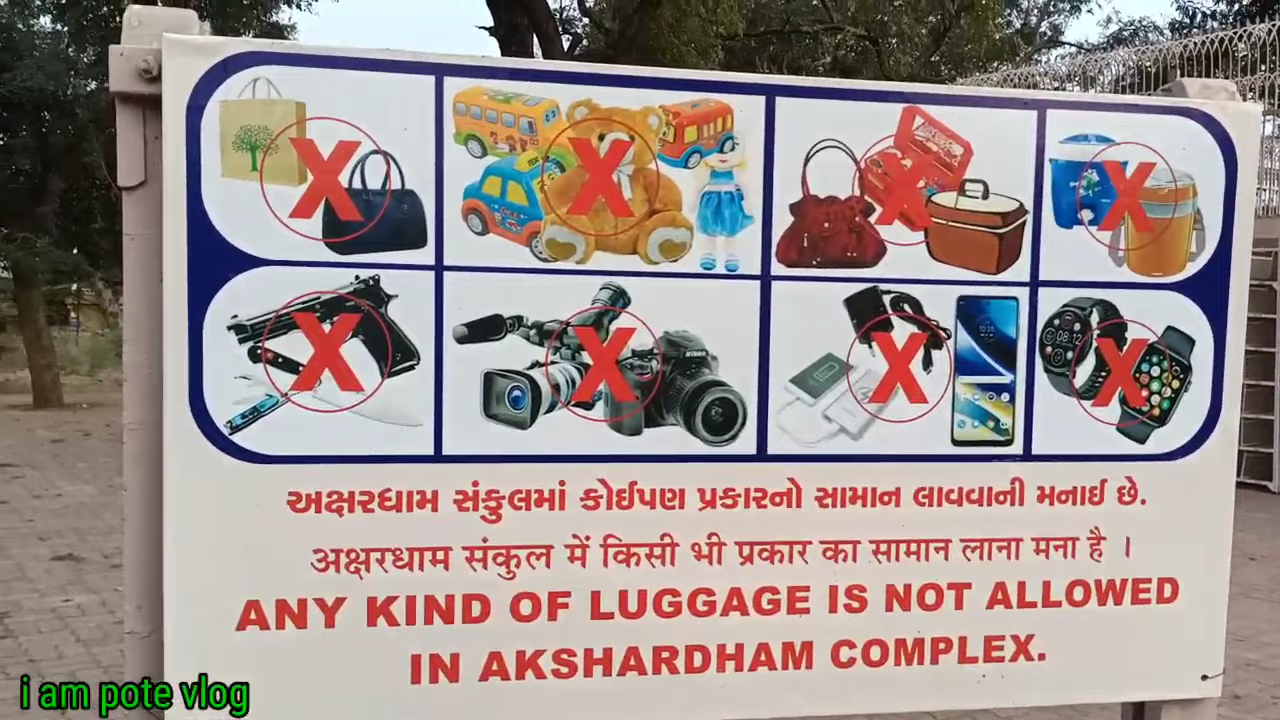 અક્ષરધામ સંકુલમાં કોઈપણ પ્રકારનો સામાન લાવવાની મનાઈ છે.
अक्षरधाम संकुल में किसी भी प्रकार का सामान लाना मना है ।
ANY KIND OF LUGGAGE IS NOT ALLOWED
IN AKSHARDHAM COMPLEX.
i am pote vlog